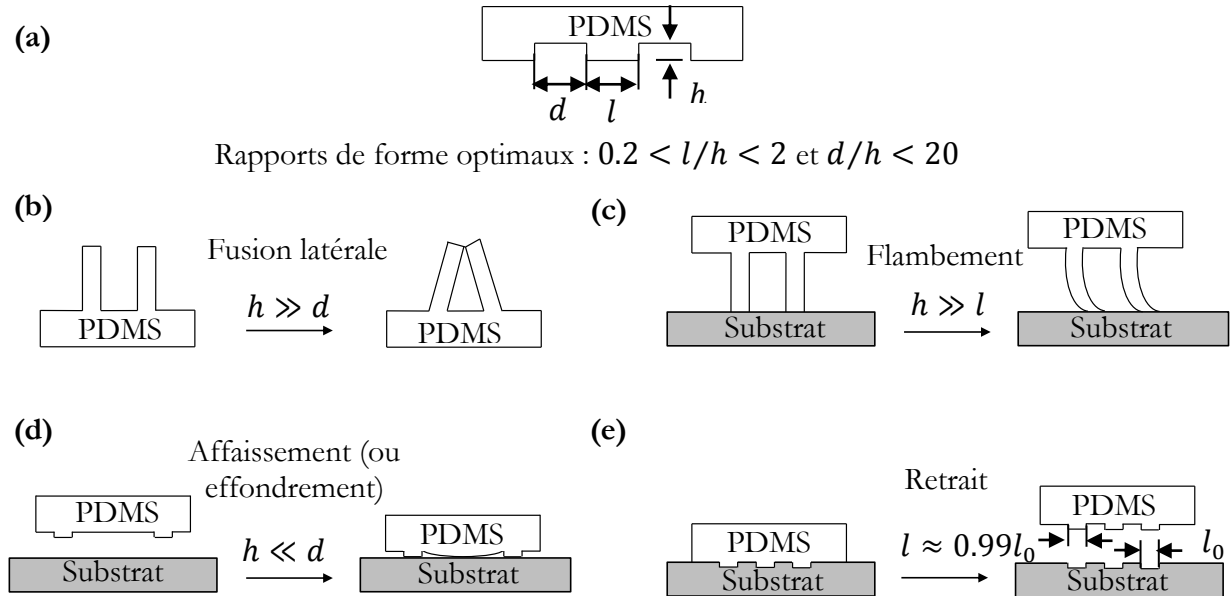 (a)
PDMS
d
l
h
Rapports de forme optimaux : 0.2 < l/h < 2 et d/h < 20
(b)
Fusion latérale
h ≫ d
PDMS
PDMS
(c)
PDMS
PDMS
Flambement
h ≫ l
Substrat
Substrat
(d)
Affaissement (ou
effondrement)
PDMS
PDMS
h ≪ d
Substrat
Substrat
(e)
Retrait
PDMS
PDMS
l ≈ 0.99l₀
l₀
Substrat
Substrat